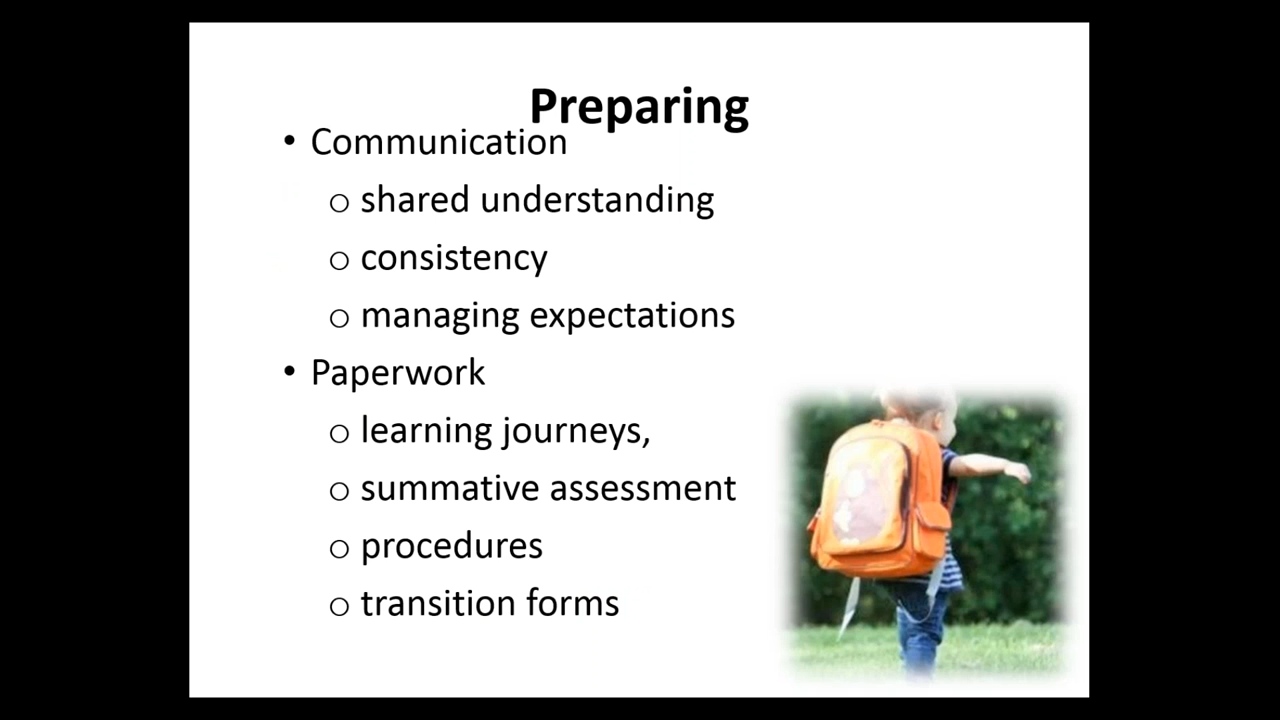 Preparing
• Communication
o shared understanding
o consistency
o managing expectations
• Paperwork
o learning journeys,
o summative assessment
o procedures
o transition forms